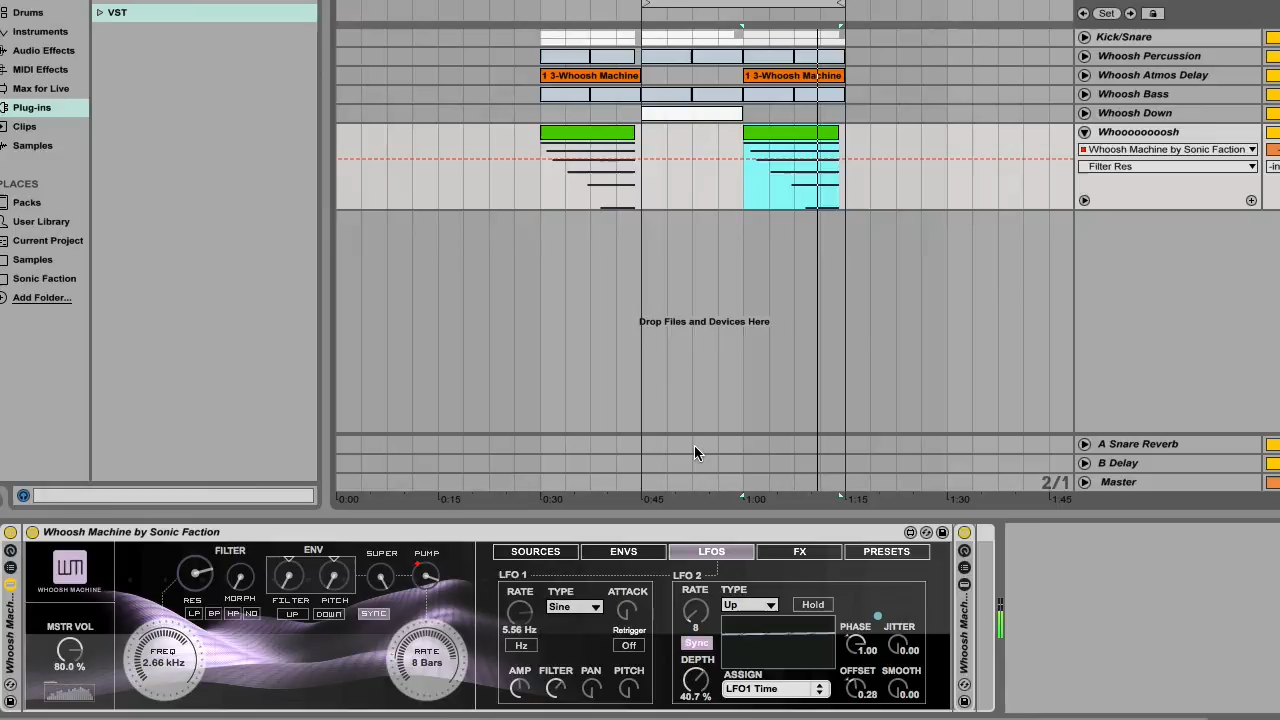 Drums
Instruments
Audio Effects
MIDI Effects
Max for Live
Plug-ins
Clips
Samples
PLACES
Packs
User Library
Current Project
Samples
Sonic Faction
Add Folder...
VST
1 3-Whoosh Machine
1 3-Whoosh Machine
Drop Files and Devices Here
2/1
0:00 0:15 0:30 0:45 1:00 1:15 1:30 1:45
Set
Kick/Snare
Whoosh Percussion
Whoosh Atmos Delay
Whoosh Bass
Whoosh Down
Whoooooooosh
Whoosh Machine by Sonic Faction
Filter Res
-in
A Snare Reverb
B Delay
Master
Whoosh Mach...
Whoosh Machine by Sonic Faction
WM
WHOOSH MACHINE
MSTR VOL
80.0 %
FILTER
RES
MORPH
LP BP HP NO
ENV
FILTER PITCH
UP DOWN
SUPER
PUMP
SYNC
FREQ
2.66 kHz
RATE
8 Bars
SOURCES ENVS LFOS FX PRESETS
LFO 1
RATE TYPE ATTACK
Sine
5.56 Hz
Hz
Retrigger
Off
AMP FILTER PAN PITCH
LFO 2
RATE TYPE
Up
Hold
8
Sync
DEPTH
40.7 %
ASSIGN
LFO1 Time
PHASE JITTER
1.00 0.00
OFFSET SMOOTH
0.28 0.00
Whoosh Mach...